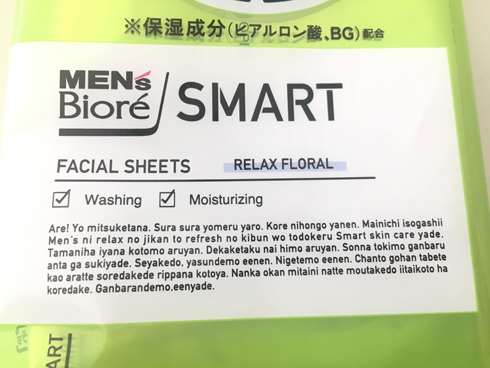 ※保湿成分(ヒアルロン酸、BG)配合
MEN's
Bioré
SMART
FACIAL SHEETS RELAX FLORAL
Washing Moisturizing
Are! Yo mitsuketana. Sura sura yomeru yaro. Kore nihongo yanen. Mainichi isogashii
Men's ni relax no jikan to refresh no kibun wo todokeru Smart skin care yade.
Tamaniha iyana kotomo aruyan. Dekaketaku nai himo aruyan. Sonna tokimo ganbaru
anta ga sukiyade. Seyakedo, yasundemo eenen. Nigetemo eenen. Chanto gohan tabete
kao aratte soredakede rippana kotoya. Nanka okan mitaini natte moutakedo iitaikoto ha
koredake. Ganbarandemo,eenyade.
ART